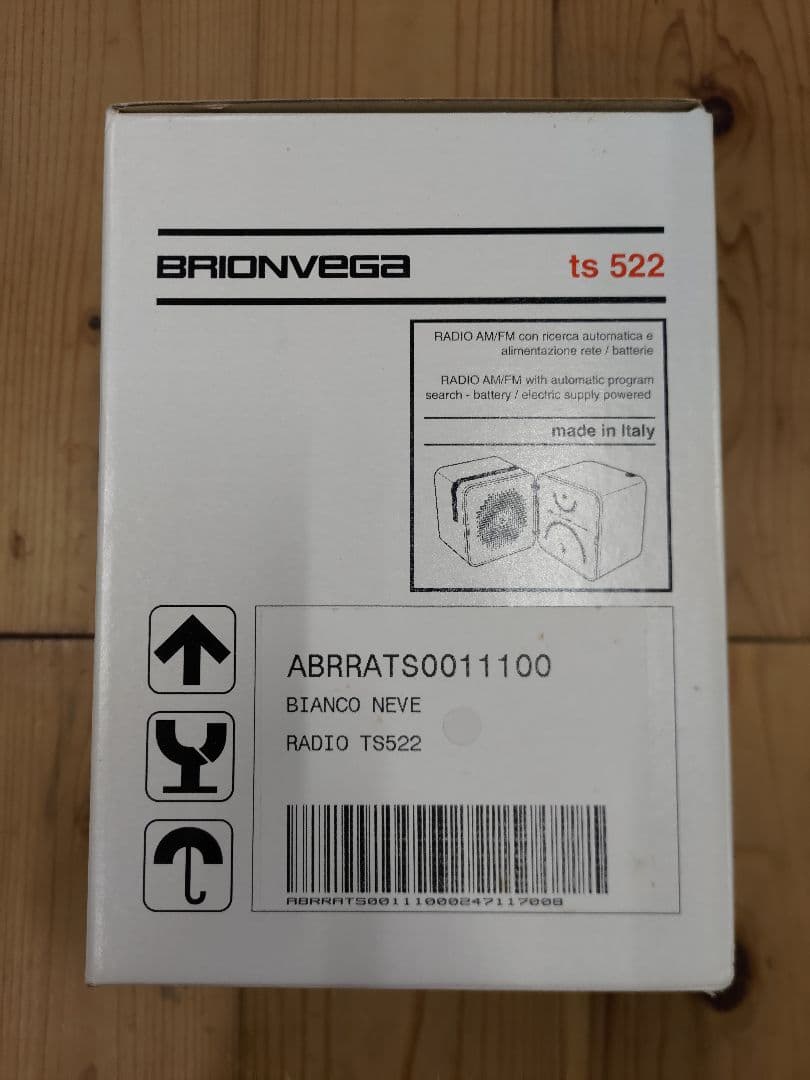 BRIONVEGA
ts 522
RADIO AM/FM con ricerca automatica e
alimentazione rete / batterie
RADIO AM/FM with automatic program
search - battery / electric supply powered
made in Italy
ABRRATS0011100
BIANCO NEVE
RADIO TS522
ABRRATS001110000247117008